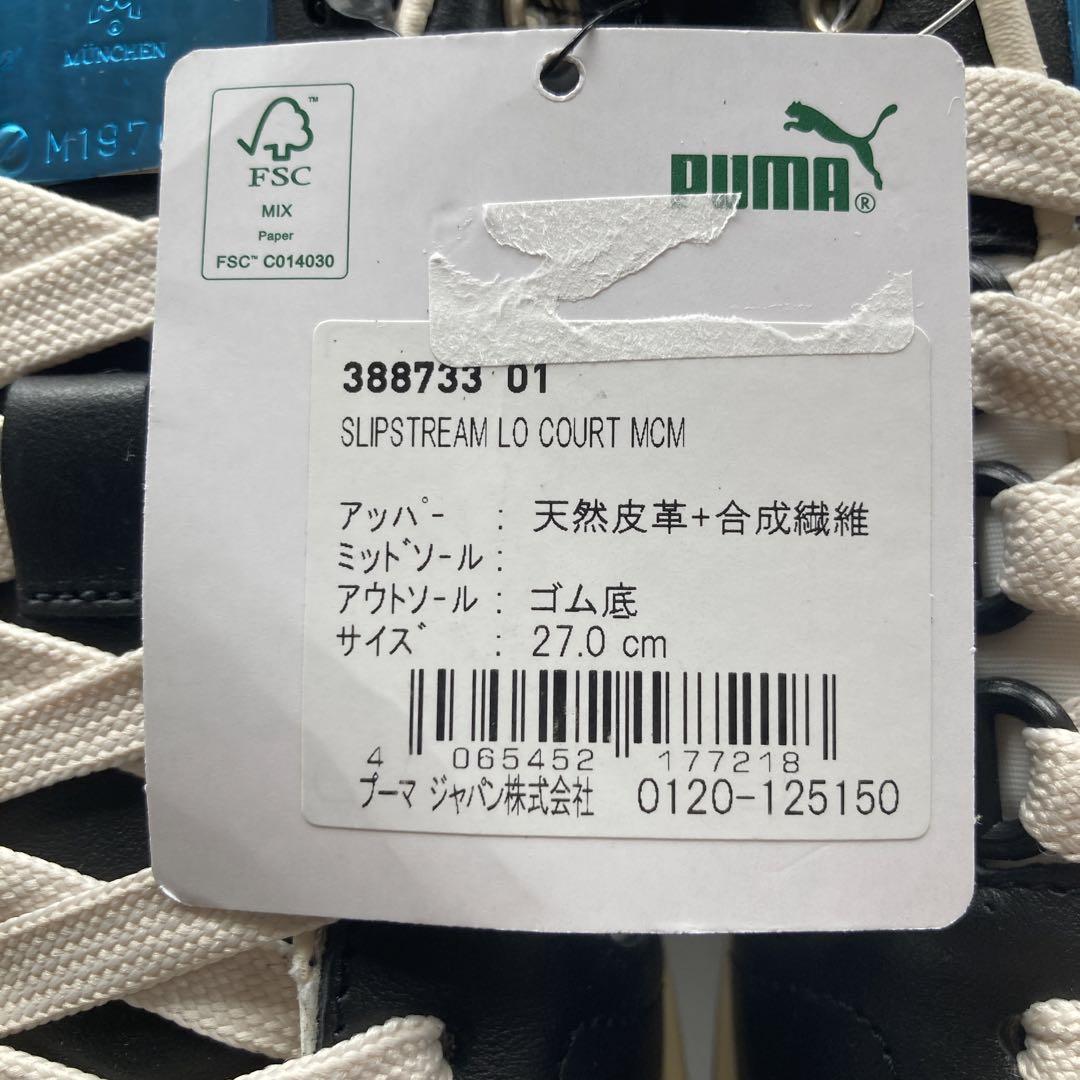 MÜNCHEN
M197
FSC
MIX
Paper
FSC™ C014030
PUMA®
388733 01
SLIPSTREAM LO COURT MCM
アッパー : 天然皮革+合成繊維
ミッドソール :
アウトソール : ゴム底
サイズ : 27.0 cm
4 065452 177218
プーマ ジャパン株式会社 0120-125150